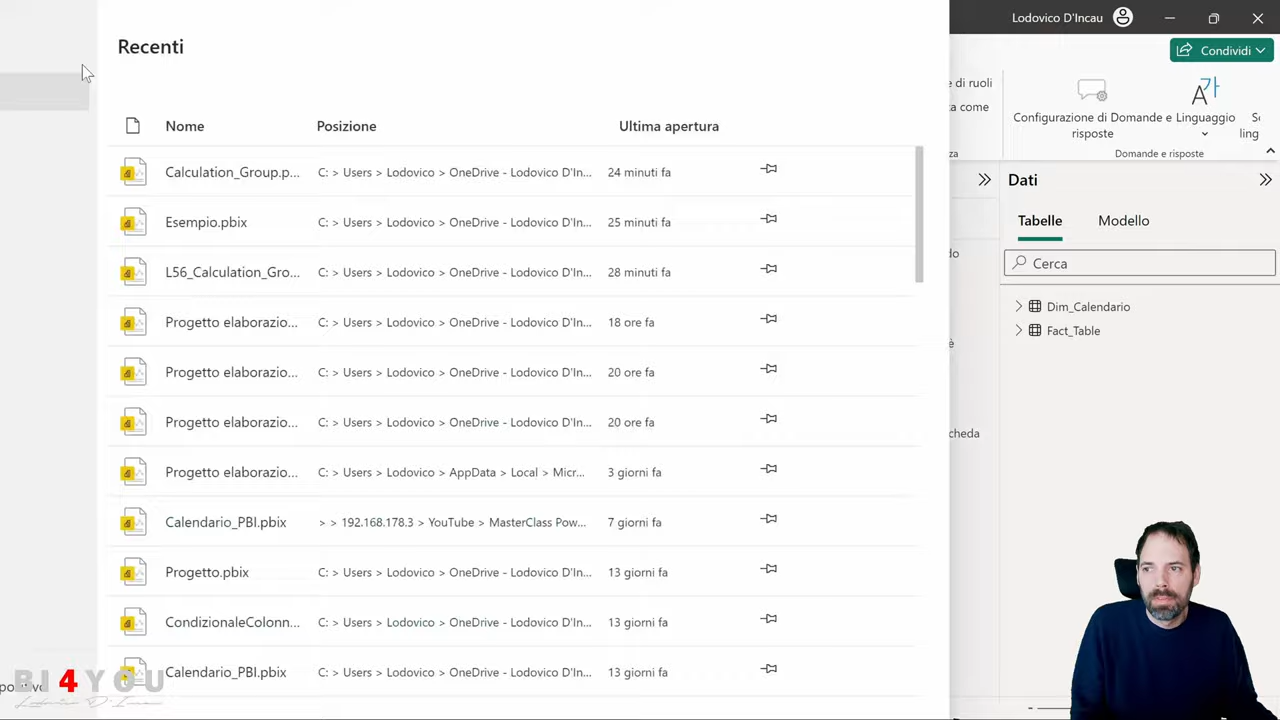 Lodovico D'Incau
Condividi
Recenti
e di ruoli
a come
Configurazione di Domande e
risposte
Linguaggio
ling
za
Domande e risposte
Nome Posizione Ultima apertura
Calculation_Group.p... C: > Users > Lodovico > OneDrive - Lodovico D'In... 24 minuti fa
Esempio.pbix C: > Users > Lodovico > OneDrive - Lodovico D'In... 25 minuti fa
L56_Calculation_Gro... C: > Users > Lodovico > OneDrive - Lodovico D'In... 28 minuti fa
Progetto elaborazio... C: > Users > Lodovico > OneDrive - Lodovico D'In... 18 ore fa
Progetto elaborazio... C: > Users > Lodovico > OneDrive - Lodovico D'In... 20 ore fa
Progetto elaborazio... C: > Users > Lodovico > OneDrive - Lodovico D'In... 20 ore fa
Progetto elaborazio... C: > Users > Lodovico > AppData > Local > Micr... 3 giorni fa
Calendario_PBI.pbix > > 192.168.178.3 > YouTube > MasterClass Pow... 7 giorni fa
Progetto.pbix C: > Users > Lodovico > OneDrive - Lodovico D'In... 13 giorni fa
CondizionaleColonn... C: > Users > Lodovico > OneDrive - Lodovico D'In... 13 giorni fa
Calendario_PBI.pbix C: > Users > Lodovico > OneDrive - Lodovico D'In... 13 giorni fa
Dati
Tabelle Modello
Cerca
do
Dim_Calendario
Fact_Table
cheda
BI4YOU
Lodovico D'Incau